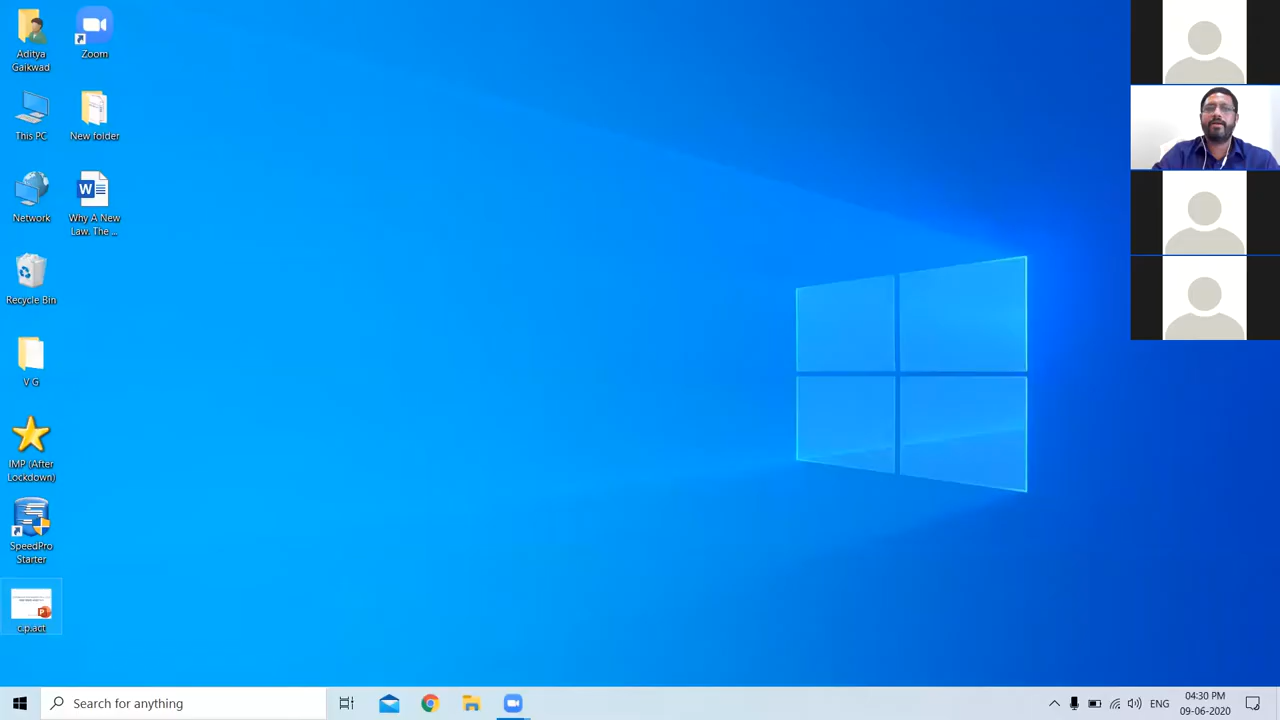 Aditya
Gaikwad
Zoom
This PC
New folder
Network
Why A New
Law. The ...
Recycle Bin
V G
IMP (After
Lockdown)
SpeedPro
Starter
c.p.act
Search for anything
ENG
04:30 PM
09-06-2020